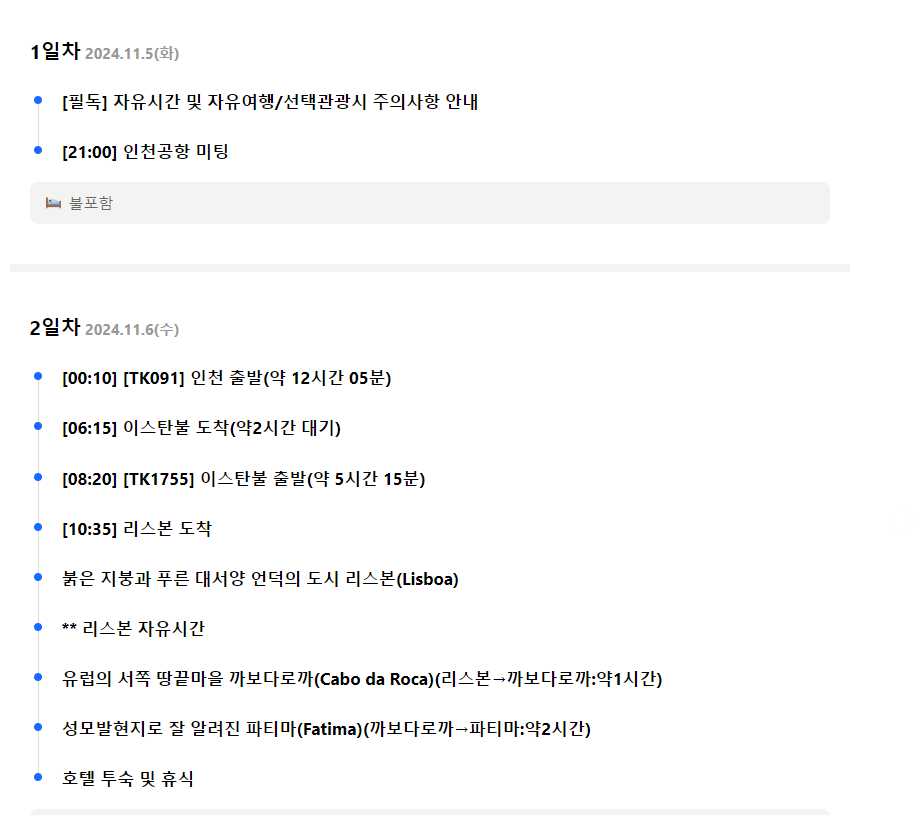 1일차 2024.11.5(화)
[필독] 자유시간 및 자유여행/선택관광시 주의사항 안내
[21:00] 인천공항 미팅
불포함
2일차 2024.11.6(수)
[00:10] [TK091] 인천 출발(약 12시간 05분)
[06:15] 이스탄불 도착(약2시간 대기)
[08:20] [TK1755] 이스탄불 출발(약 5시간 15분)
[10:35] 리스본 도착
붉은 지붕과 푸른 대서양 언덕의 도시 리스본(Lisboa)
** 리스본 자유시간
유럽의 서쪽 땅끝마을 까보다로까(Cabo da Roca)(리스본→까보다로까:약1시간)
성모발현지로 잘 알려진 파티마(Fatima)(까보다로까→파티마:약2시간)
호텔 투숙 및 휴식